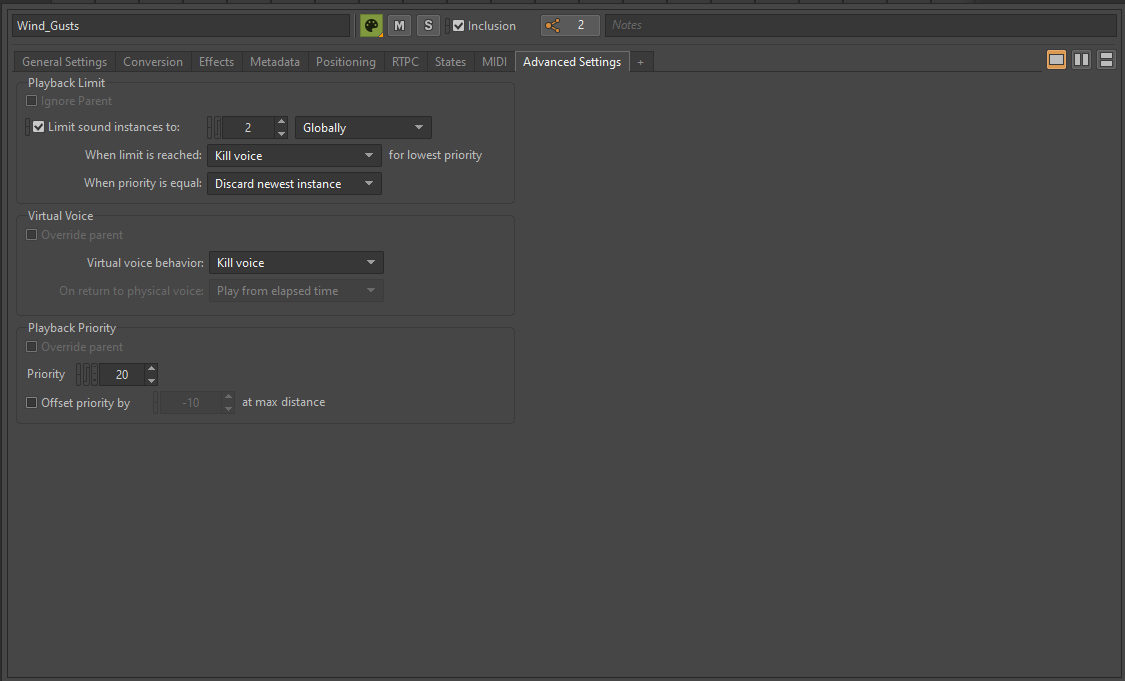 Wind_Gusts M S Inclusion 2 Notes
General Settings Conversion Effects Metadata Positioning RTPC States MIDI Advanced Settings +
Playback Limit
Ignore Parent
Limit sound instances to: 2 Globally
When limit is reached: Kill voice for lowest priority
When priority is equal: Discard newest instance
Virtual Voice
Override parent
Virtual voice behavior: Kill voice
On return to physical voice: Play from elapsed time
Playback Priority
Override parent
Priority 20
Offset priority by -10 at max distance